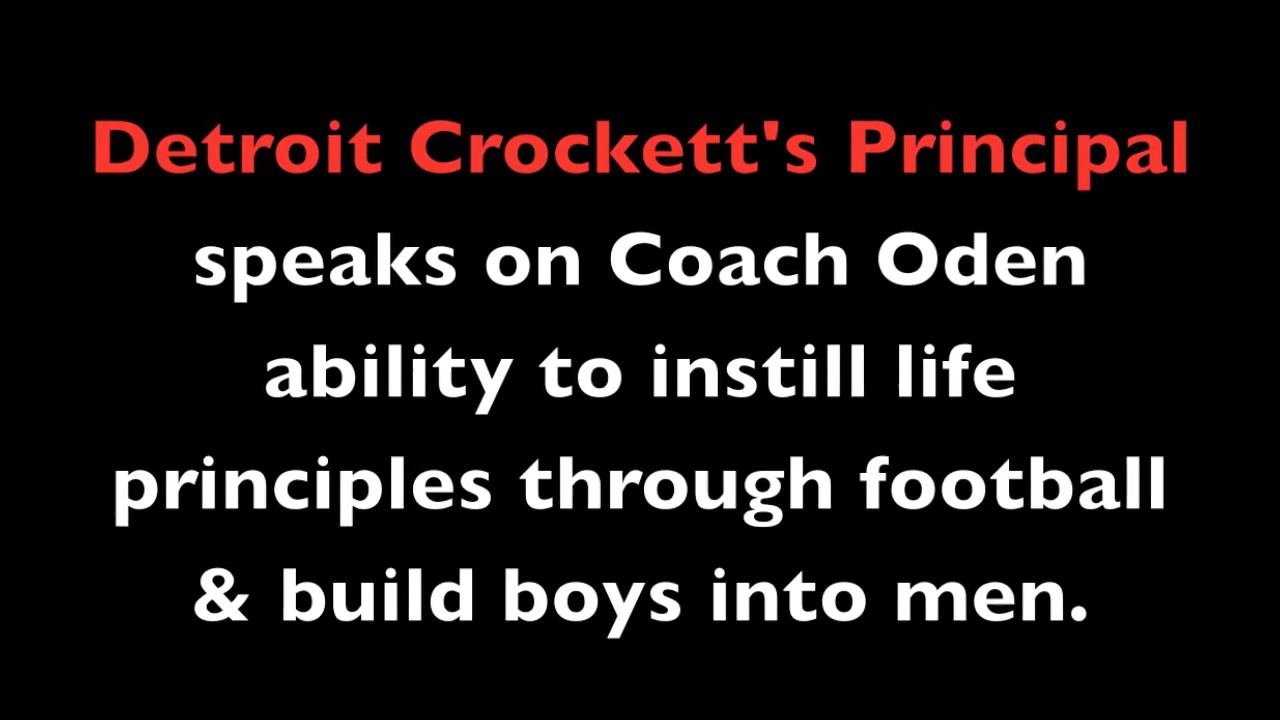 Detroit Crockett's Principal
speaks on Coach Oden
ability to instill life
principles through football
& build boys into men.